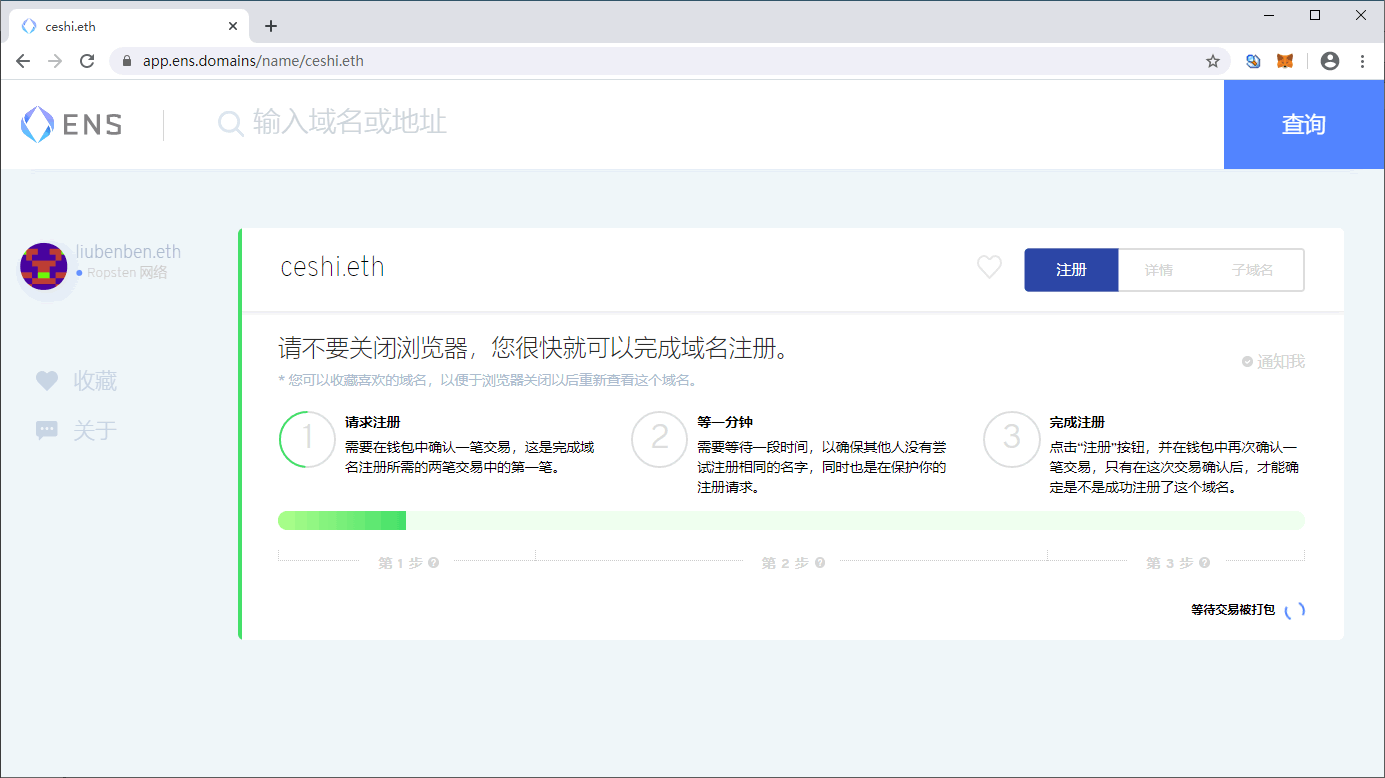 ceshi.eth
app.ens.domains/name/ceshi.eth
ENS
输入域名或地址
查询
liubenben.eth
Ropsten 网络
收藏
关于
ceshi.eth
注册
详情
子域名
请不要关闭浏览器，您很快就可以完成域名注册。
* 您可以收藏喜欢的域名，以便于浏览器关闭以后重新查看这个域名。
通知我
1
请求注册
需要在钱包中确认一笔交易，这是完成域
名注册所需的两笔交易中的第一笔。
2
等一分钟
需要等待一段时间，以确保其他人没有尝
试注册相同的名字，同时也是在保护你的
注册请求。
3
完成注册
点击“注册”按钮，并在钱包中再次确认一
笔交易，只有在这次交易确认后，才能确
定是不是成功注册了这个域名。
第 1 步 ?
第 2 步 ?
第 3 步 ?
等待交易被打包